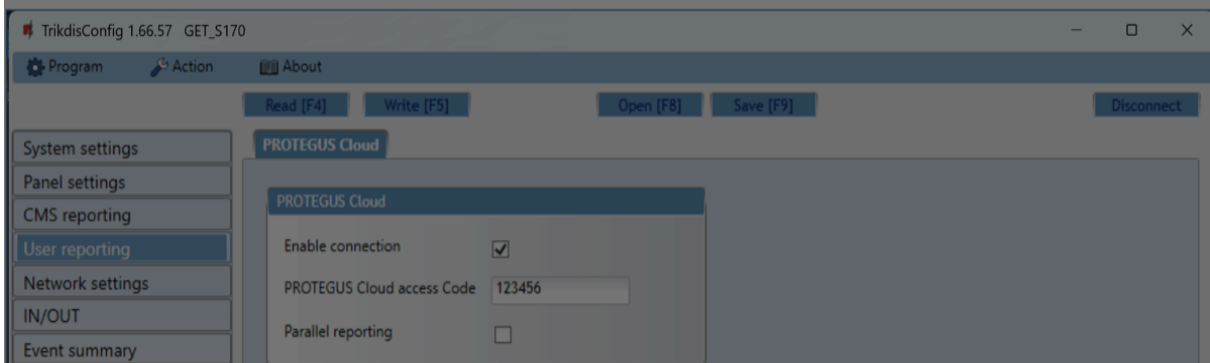 TrikdisConfig 1.66.57 GET_S170
Program Action About
Read [F4] Write [F5] Open [F8] Save [F9] Disconnect
System settings
Panel settings
CMS reporting
User reporting
Network settings
IN/OUT
Event summary
PROTEGUS Cloud
PROTEGUS Cloud
Enable connection
PROTEGUS Cloud access Code 123456
Parallel reporting